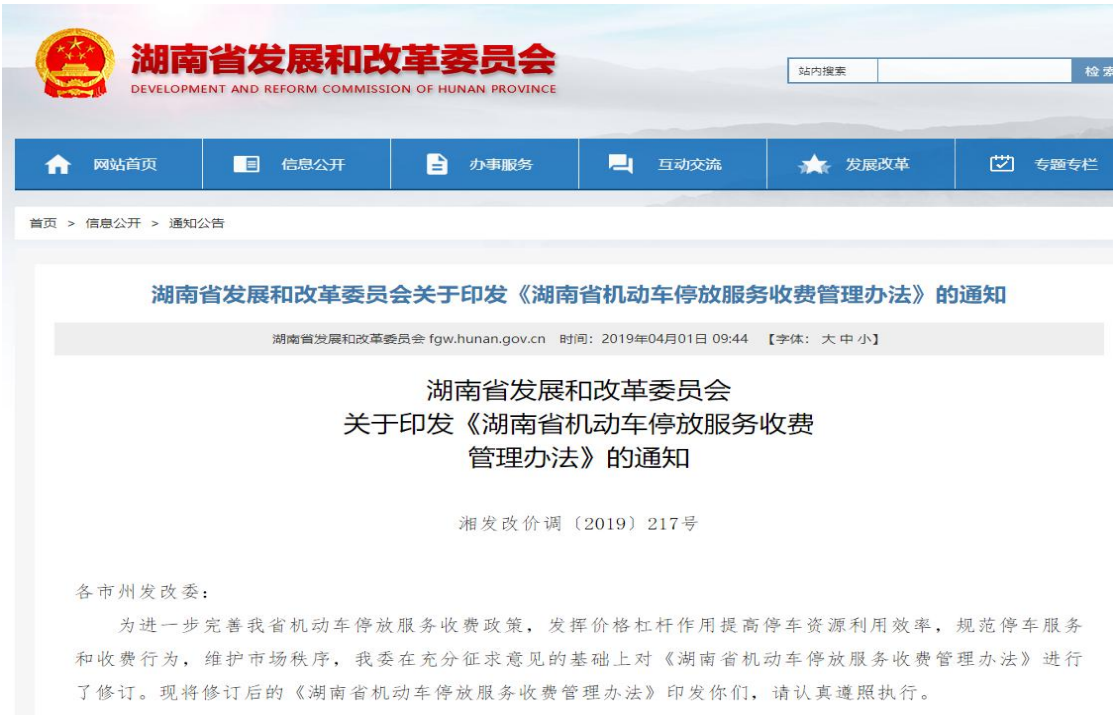 湖南省发展和改革委员会
DEVELOPMENT AND REFORM COMMISSION OF HUNAN PROVINCE
站内搜索
检索
网站首页 信息公开 办事服务 互动交流 发展改革 专题专栏
首页 > 信息公开 > 通知公告
湖南省发展和改革委员会关于印发《湖南省机动车停放服务收费管理办法》的通知
湖南省发展和改革委员会 fgw.hunan.gov.cn 时间：2019年04月01日 09:44 【字体： 大 中 小】
湖南省发展和改革委员会
关于印发《湖南省机动车停放服务收费
管理办法》的通知
湘发改价调〔2019〕217号
各市州发改委：
为进一步完善我省机动车停放服务收费政策，发挥价格杠杆作用提高停车资源利用效率，规范停车服务
和收费行为，维护市场秩序，我委在充分征求意见的基础上对《湖南省机动车停放服务收费管理办法》进行
了修订。现将修订后的《湖南省机动车停放服务收费管理办法》印发你们，请认真遵照执行。